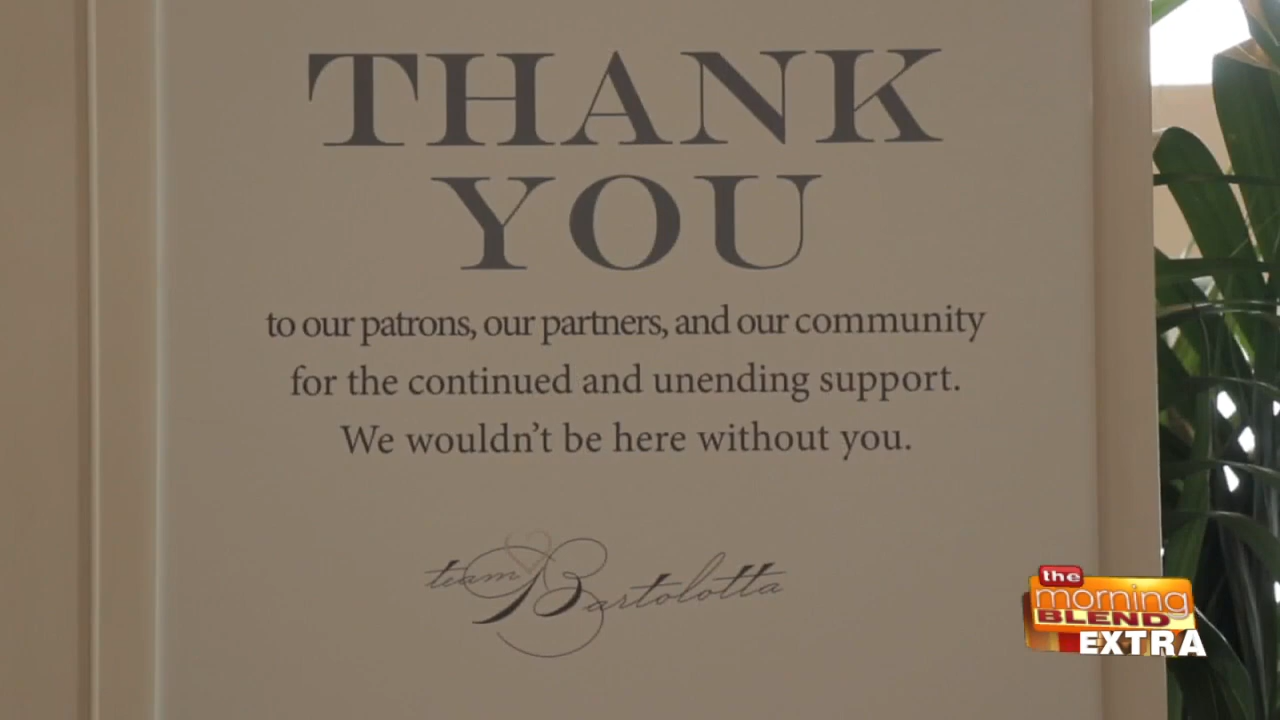 THANK
YOU
to our patrons, our partners, and our community
for the continued and unending support.
We wouldn't be here without you.
team Bartolotta
the
morning
BLEND
EXTRA